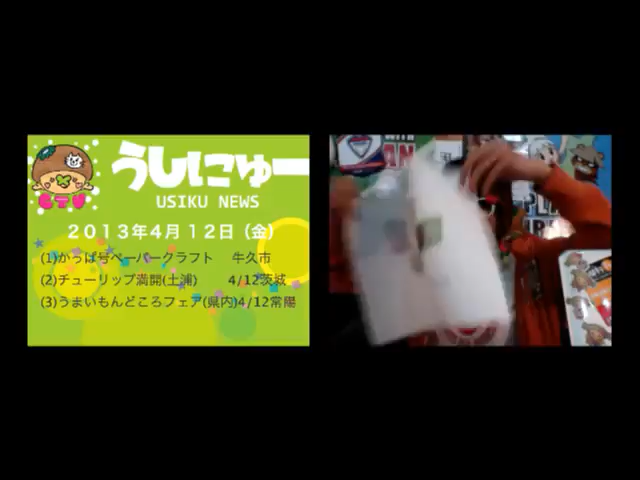 うしにゅー
USIKU NEWS
CTV
2013年4月12日（金）
(1)かっぱ号ペーパークラフト　牛久市
(2)チューリップ満開(土浦)　4/12茨城
(3)うまいもんどころフェア(県内)4/12常陽
WITH
AN